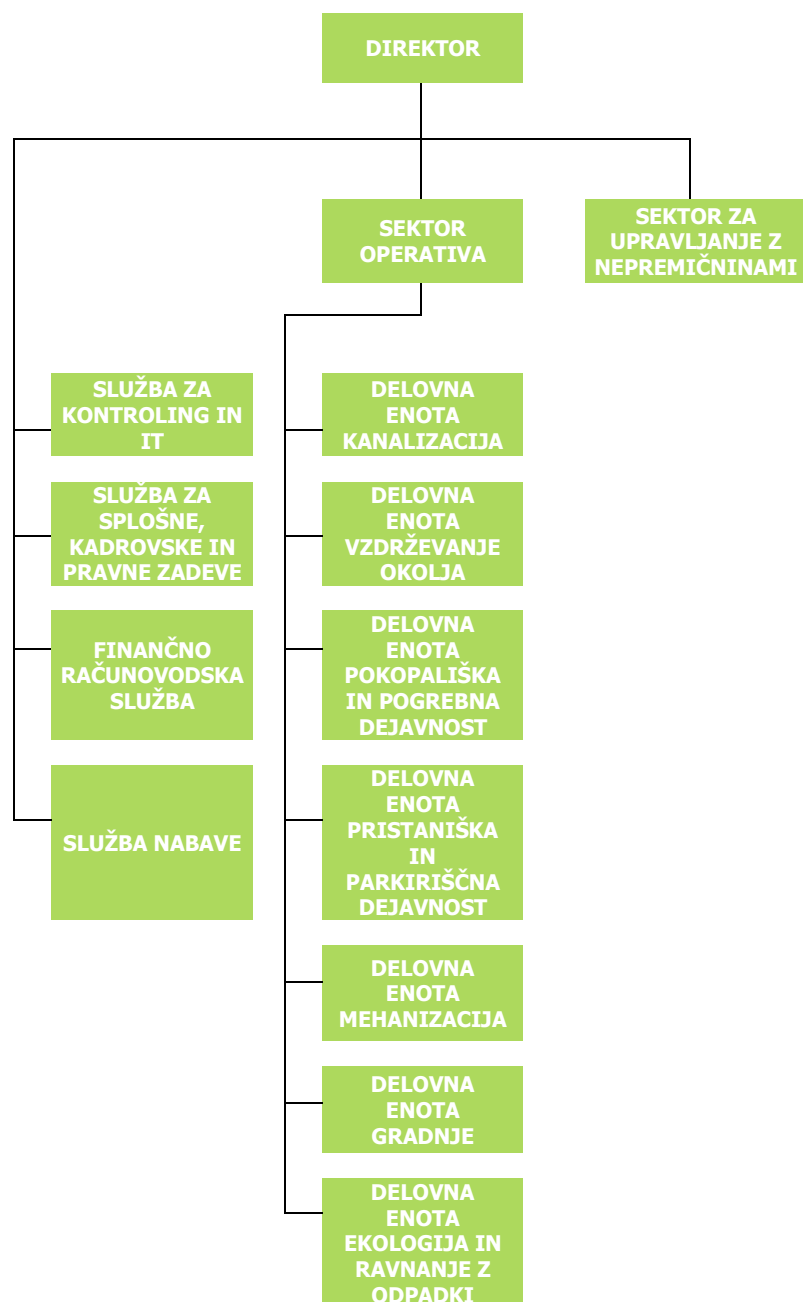 DIREKTOR
SEKTOR
OPERATIVA
SEKTOR ZA
UPRAVLJANJE Z
NEPREMIČNINAMI
SLUŽBA ZA
KONTROLING IN
IT
SLUŽBA ZA
SPLOŠNE,
KADROVSKE IN
PRAVNE ZADEVE
FINANČNO
RAČUNOVODSKA
SLUŽBA
SLUŽBA NABAVE
DELOVNA
ENOTA
KANALIZACIJA
DELOVNA
ENOTA
VZDRŽEVANJE
OKOLJA
DELOVNA
ENOTA
POKOPALIŠKA
IN POGREBNA
DEJAVNOST
DELOVNA
ENOTA
PRISTANIŠKA
IN
PARKIRIŠČNA
DEJAVNOST
DELOVNA
ENOTA
MEHANIZACIJA
DELOVNA
ENOTA
GRADNJE
DELOVNA
ENOTA
EKOLOGIJA IN
RAVNANJE Z
ODPADKI